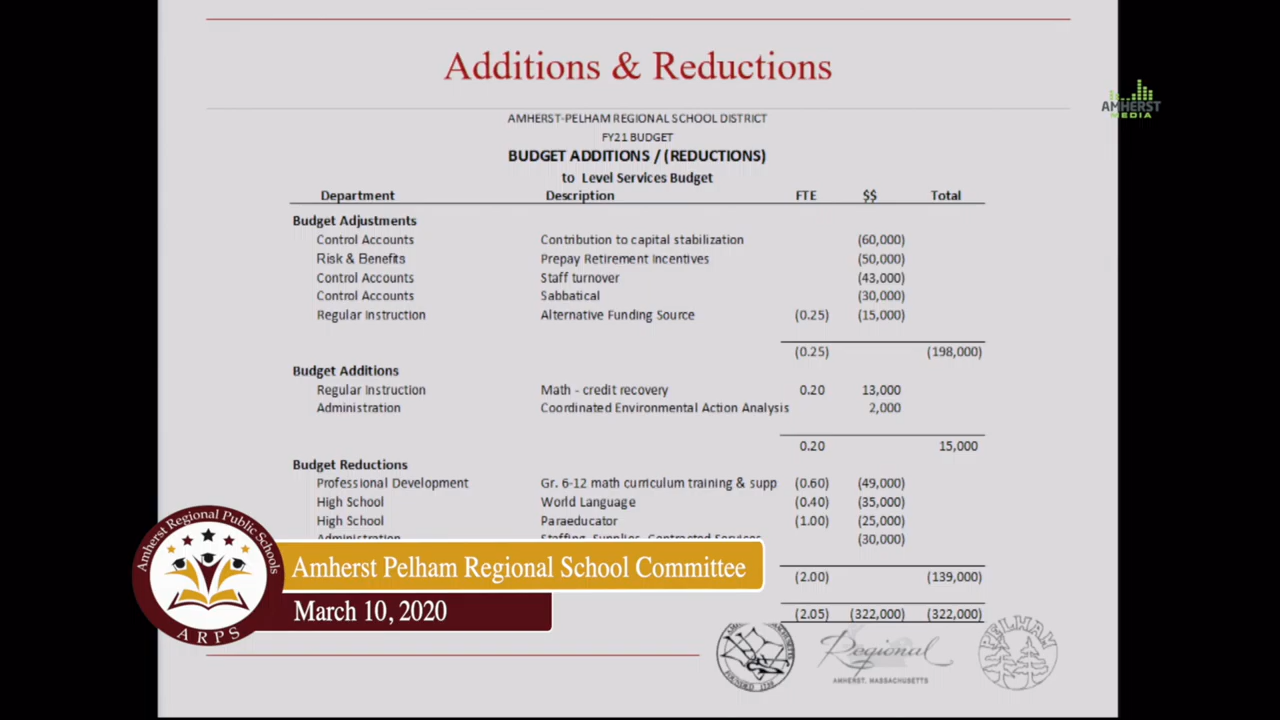 Additions & Reductions
AMHERST MEDIA
AMHERST-PELHAM REGIONAL SCHOOL DISTRICT
FY21 BUDGET
BUDGET ADDITIONS / (REDUCTIONS)
to Level Services Budget
Department Description FTE $$ Total
Budget Adjustments
Control Accounts Contribution to capital stabilization (60,000)
Risk & Benefits Prepay Retirement Incentives (50,000)
Control Accounts Staff turnover (43,000)
Control Accounts Sabbatical (30,000)
Regular Instruction Alternative Funding Source (0.25) (15,000)
(0.25) (198,000)
Budget Additions
Regular Instruction Math - credit recovery 0.20 13,000
Administration Coordinated Environmental Action Analysis 2,000
0.20 15,000
Budget Reductions
Professional Development Gr. 6-12 math curriculum training & supp (0.60) (49,000)
High School World Language (0.40) (35,000)
High School Paraeducator (1.00) (25,000)
Administration Staffing, Supplies, Contracted Services (30,000)
(2.00) (139,000)
(2.05) (322,000) (322,000)
Amherst Regional Public Schools
ARPS
Amherst Pelham Regional School Committee
March 10, 2020
Regional
AMHERST, MASSACHUSETTS
PELHAM